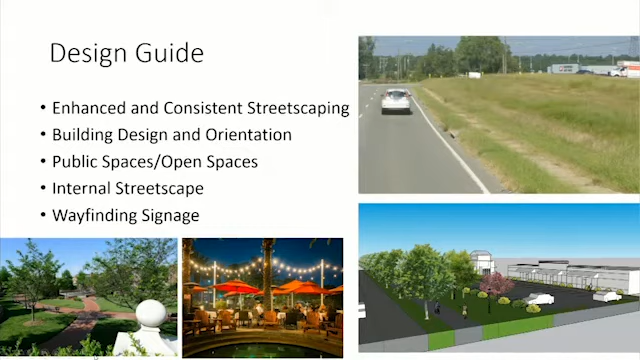 Design Guide
• Enhanced and Consistent Streetscaping
• Building Design and Orientation
• Public Spaces/Open Spaces
• Internal Streetscape
• Wayfinding Signage